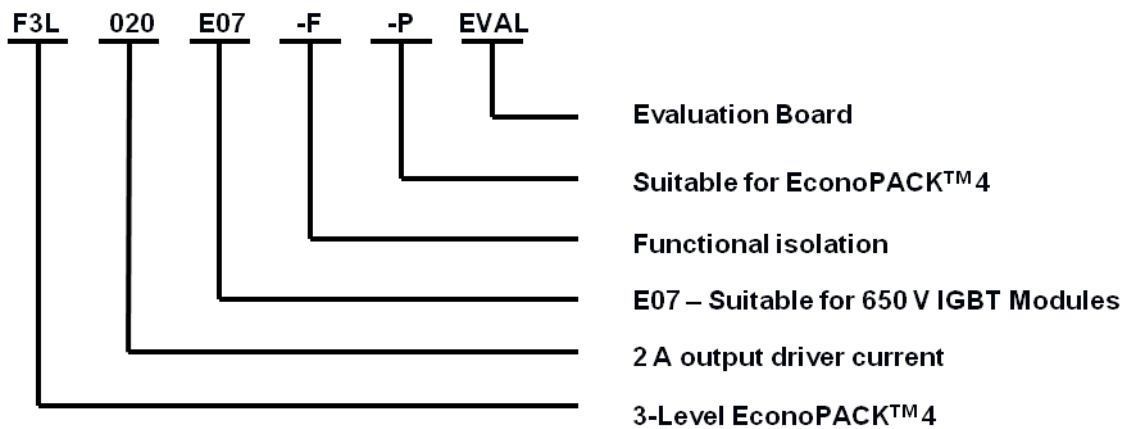 F3L 020 E07 -F -P EVAL
Evaluation Board
Suitable for EconoPACK™4
Functional isolation
E07 – Suitable for 650 V IGBT Modules
2 A output driver current
3-Level EconoPACK™4